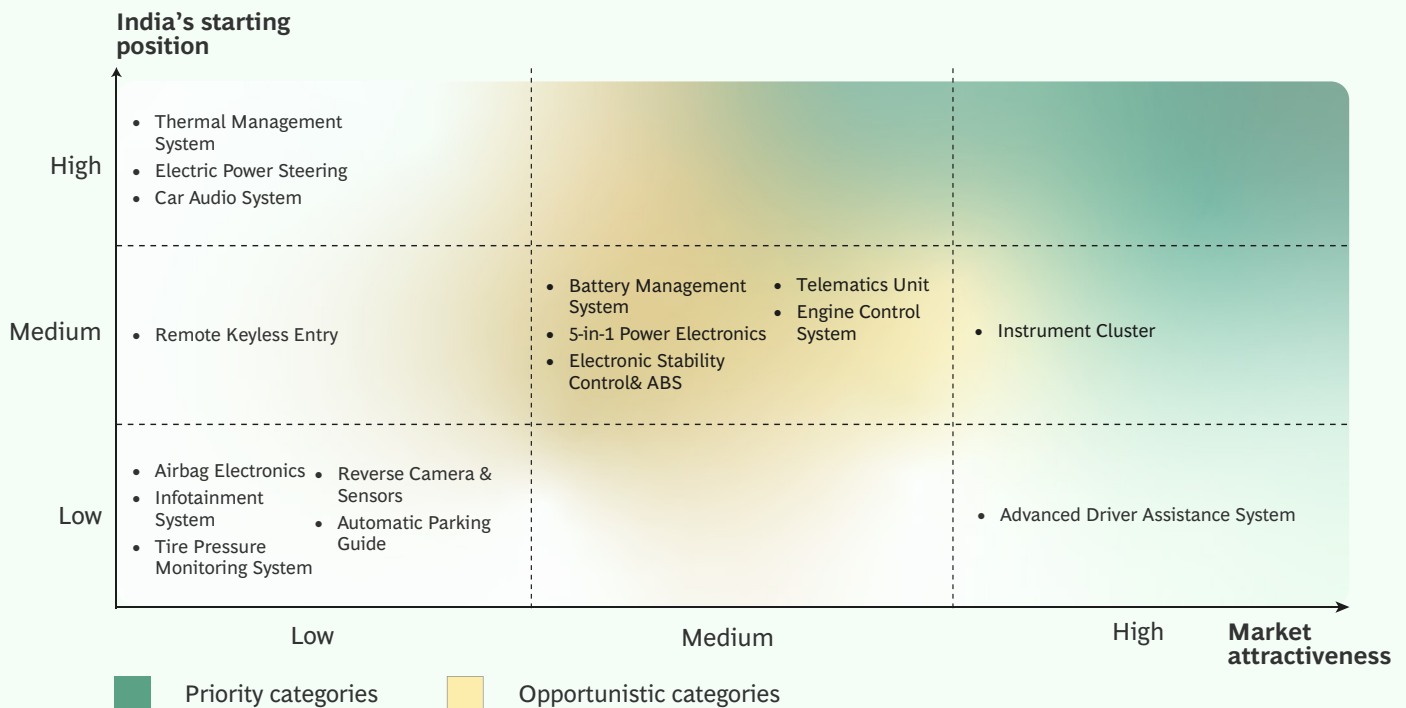 India’s starting
position
High
• Thermal Management
System
• Electric Power Steering
• Car Audio System
Medium
• Remote Keyless Entry
• Battery Management
System
• 5-in-1 Power Electronics
• Electronic Stability
Control& ABS
• Telematics Unit
• Engine Control
System
• Instrument Cluster
Low
• Airbag Electronics
• Infotainment
System
• Tire Pressure
Monitoring System
• Reverse Camera &
Sensors
• Automatic Parking
Guide
• Advanced Driver Assistance System
Low
Medium
High
Market
attractiveness
Priority categories
Opportunistic categories